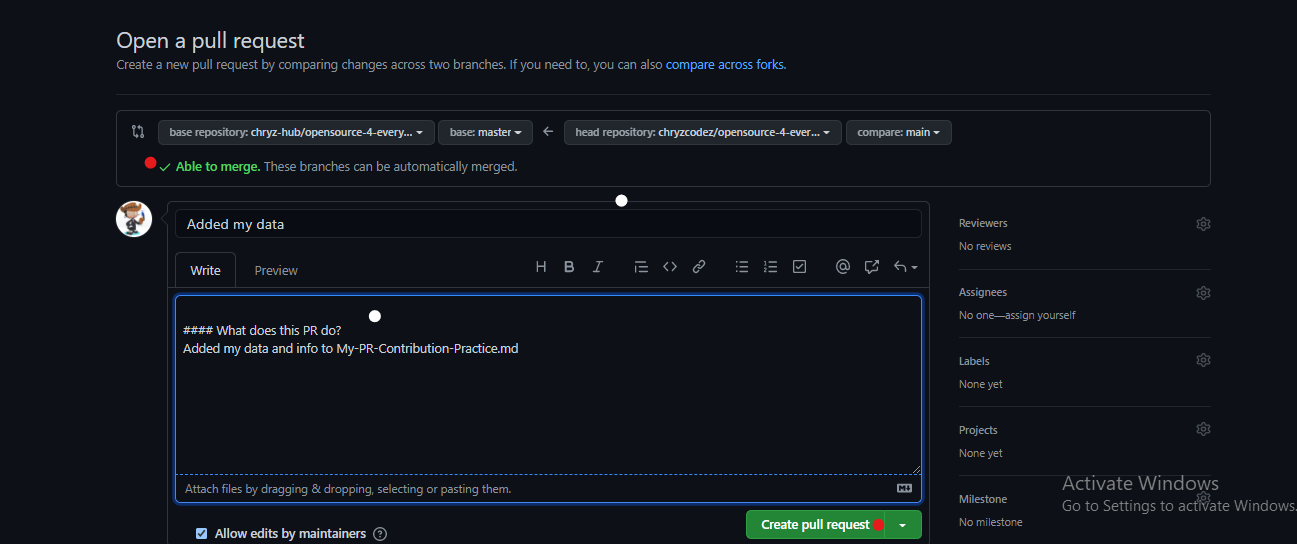 Open a pull request
Create a new pull request by comparing changes across two branches. If you need to, you can also compare across forks.
base repository: chryz-hub/opensource-4-every... base: master head repository: chryzcodez/opensource-4-ever... compare: main
Able to merge. These branches can be automatically merged.
Added my data
Write Preview
#### What does this PR do?
Added my data and info to My-PR-Contribution-Practice.md
Attach files by dragging & dropping, selecting or pasting them.
Allow edits by maintainers
Create pull request
Reviewers
No reviews
Assignees
No one—assign yourself
Labels
None yet
Projects
None yet
Milestone
No milestone
Activate Windows
Go to Settings to activate Windows.